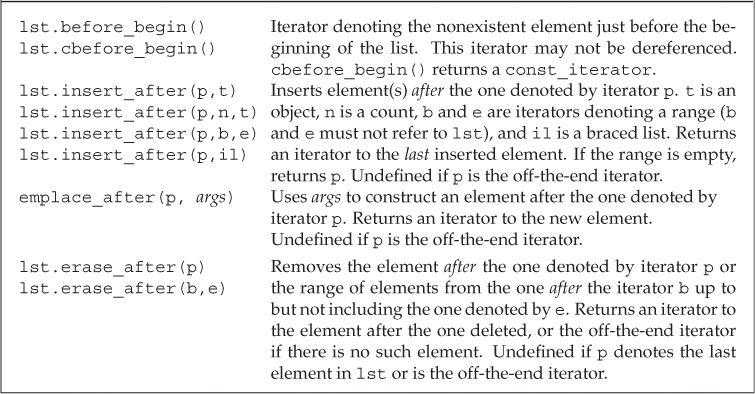 lst.before_begin() Iterator denoting the nonexistent element just before the be-
lst.cbefore_begin() ginning of the list. This iterator may not be dereferenced.
cbefore_begin() returns a const_iterator.
lst.insert_after(p,t) Inserts element(s) after the one denoted by iterator p. t is an
lst.insert_after(p,n,t) object, n is a count, b and e are iterators denoting a range (b
lst.insert_after(p,b,e) and e must not refer to lst), and il is a braced list. Returns
lst.insert_after(p,il) an iterator to the last inserted element. If the range is empty,
returns p. Undefined if p is the off-the-end iterator.
emplace_after(p, args) Uses args to construct an element after the one denoted by
iterator p. Returns an iterator to the new element.
Undefined if p is the off-the-end iterator.
lst.erase_after(p) Removes the element after the one denoted by iterator p or
lst.erase_after(b,e) the range of elements from the one after the iterator b up to
but not including the one denoted by e. Returns an iterator to
the element after the one deleted, or the off-the-end iterator
if there is no such element. Undefined if p denotes the last
element in lst or is the off-the-end iterator.